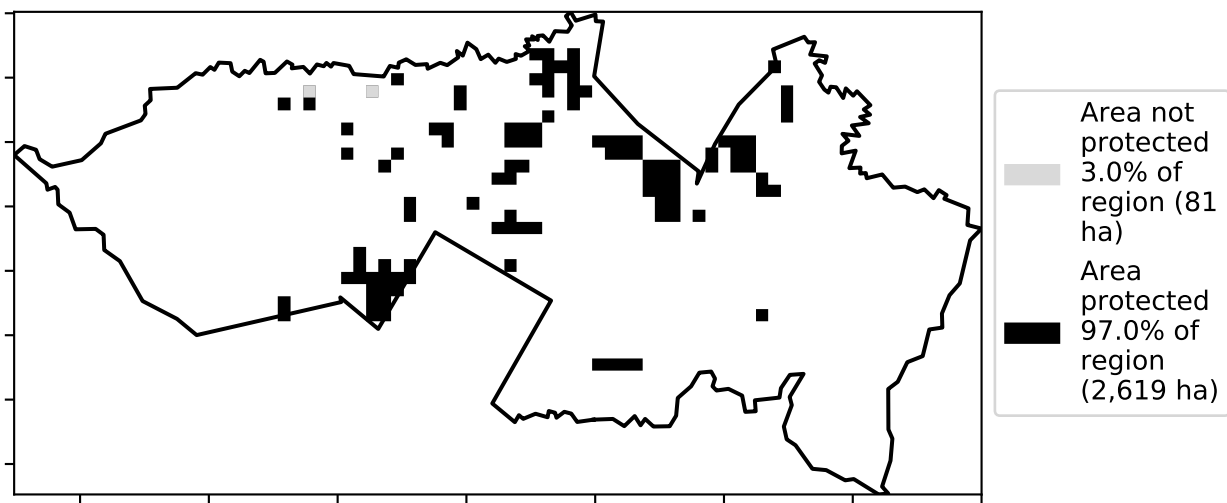 Area not
protected
3.0% of
region (81
ha)
Area
protected
97.0% of
region
(2,619 ha)